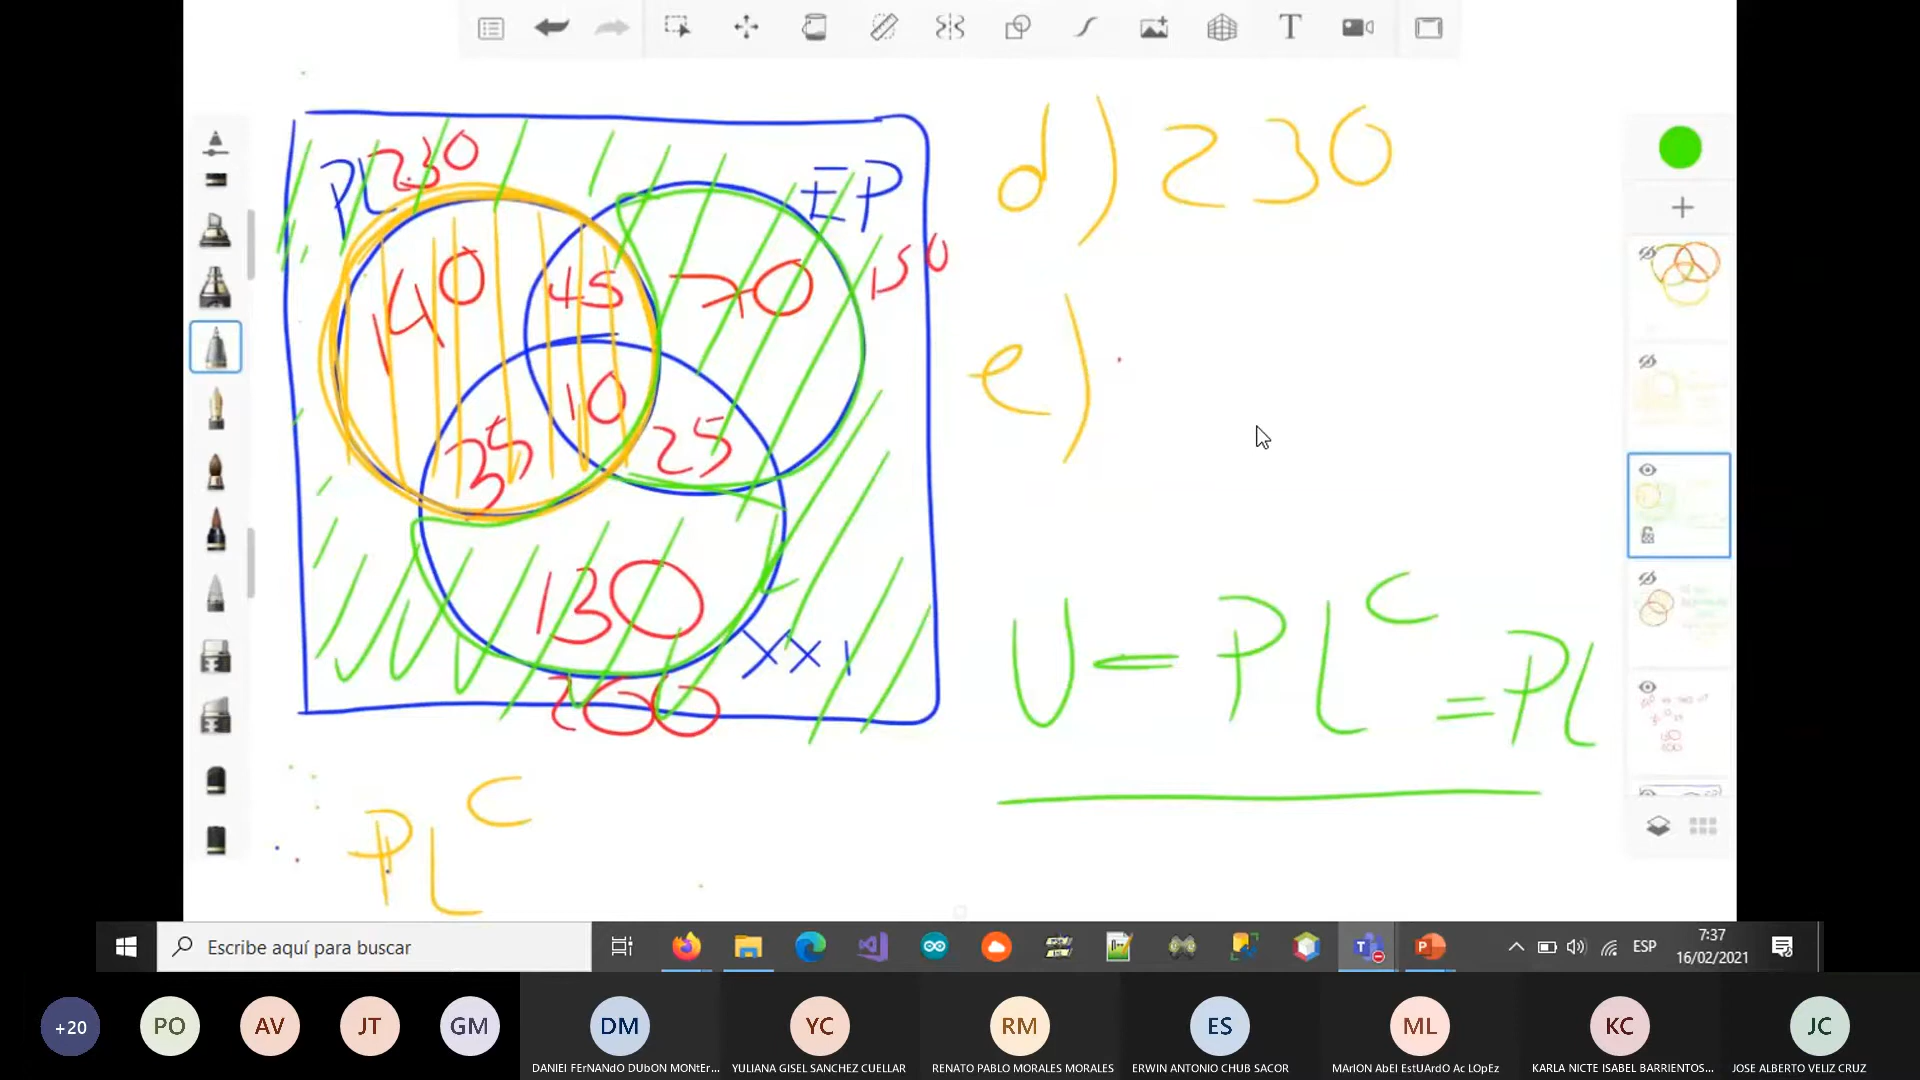 PL 230
EP
150
140
45
70
10
35
25
130
XXI
200
PL^C
d) 230
e)
U - PL^C = PL
Escribe aquí para buscar
ESP
7:37
16/02/2021
+20
PO
AV
JT
GM
DM
YC
RM
ES
ML
KC
JC
DANIEl FErNANdO DUbON MONtEr...
YULIANA GISEL SANCHEZ CUELLAR
RENATO PABLO MORALES MORALES
ERWIN ANTONIO CHUB SACOR
MArION AbEl EstUArdO Ac LOpEz
KARLA NICTE ISABEL BARRIENTOS...
JOSE ALBERTO VELIZ CRUZ